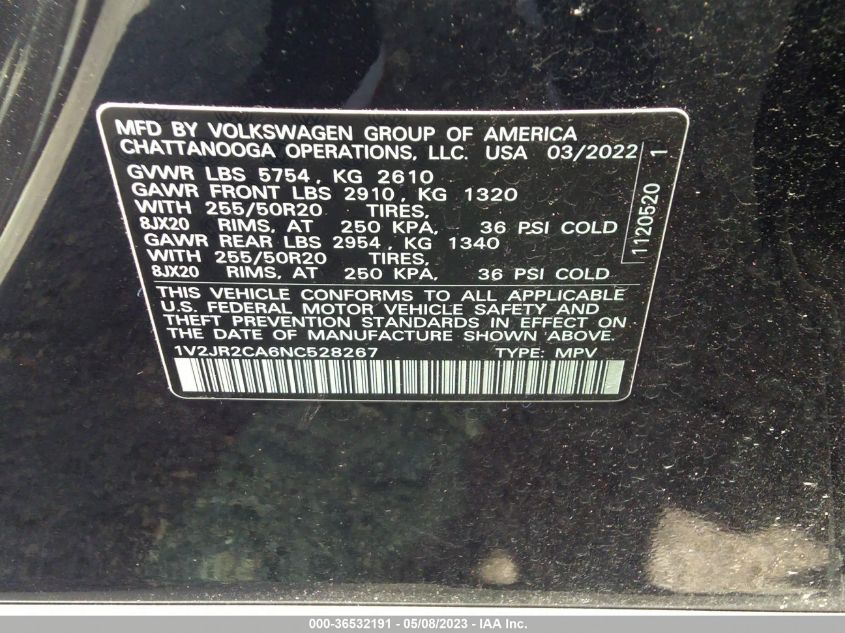 MFD BY VOLKSWAGEN GROUP OF AMERICA
CHATTANOOGA OPERATIONS, LLC. USA 03/2022
GVWR LBS 5754, KG 2610
GAWR FRONT LBS 2910, KG 1320
WITH 255/50R20 TIRES,
8JX20 RIMS, AT 250 KPA, 36 PSI COLD
GAWR REAR LBS 2954, KG 1340
WITH 255/50R20 TIRES,
8JX20 RIMS, AT 250 KPA, 36 PSI COLD
1120520 1
THIS VEHICLE CONFORMS TO ALL APPLICABLE
U.S. FEDERAL MOTOR VEHICLE SAFETY AND
THEFT PREVENTION STANDARDS IN EFFECT ON
THE DATE OF MANUFACTURE SHOWN ABOVE.
1V2JR2CA6NC528267 TYPE: MPV
000-36532191 - 05/08/2023 - IAA Inc.